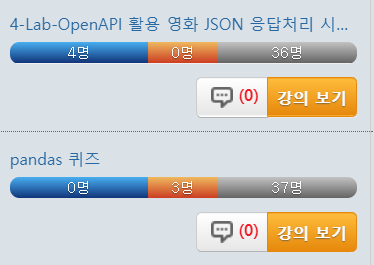 4-Lab-OpenAPI 활용 영화 JSON 응답처리 시...
4명 0명 36명
(0) 강의 보기
pandas 퀴즈
0명 3명 37명
(0) 강의 보기